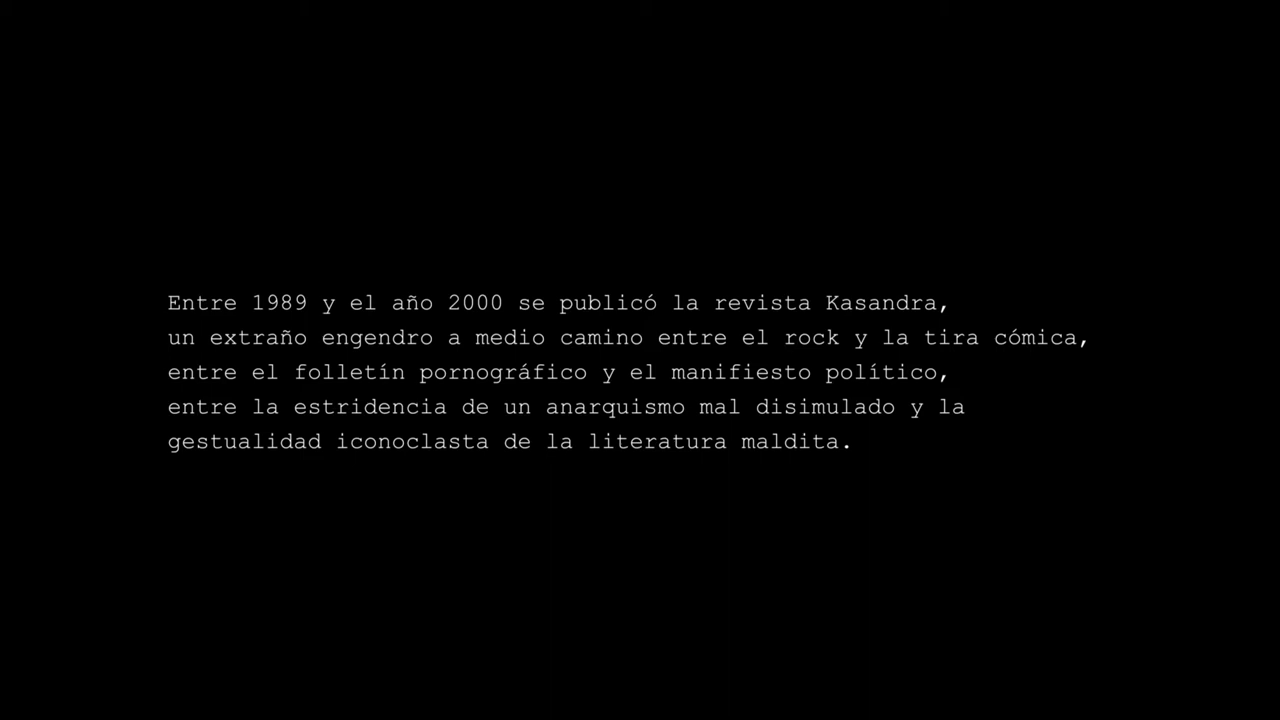 Entre 1989 y el año 2000 se publicó la revista Kasandra,
un extraño engendro a medio camino entre el rock y la tira cómica,
entre el folletín pornográfico y el manifiesto político,
entre la estridencia de un anarquismo mal disimulado y la
gestualidad iconoclasta de la literatura maldita.